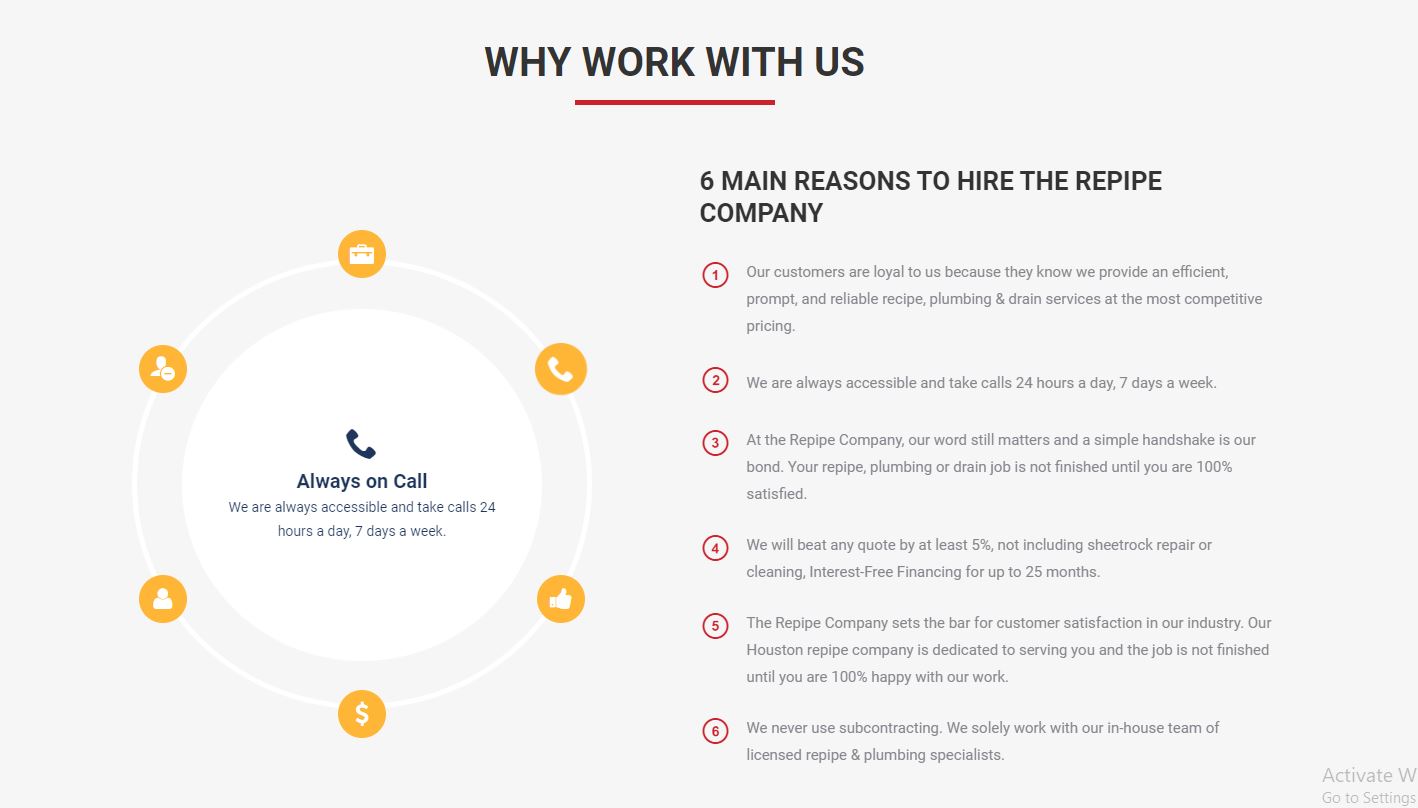 WHY WORK WITH US
Always on Call
We are always accessible and take calls 24
hours a day, 7 days a week.
6 MAIN REASONS TO HIRE THE REPIPE
COMPANY
1 Our customers are loyal to us because they know we provide an efficient,
prompt, and reliable recipe, plumbing & drain services at the most competitive
pricing.
2 We are always accessible and take calls 24 hours a day, 7 days a week.
3 At the Repipe Company, our word still matters and a simple handshake is our
bond. Your repipe, plumbing or drain job is not finished until you are 100%
satisfied.
4 We will beat any quote by at least 5%, not including sheetrock repair or
cleaning, Interest-Free Financing for up to 25 months.
5 The Repipe Company sets the bar for customer satisfaction in our industry. Our
Houston repipe company is dedicated to serving you and the job is not finished
until you are 100% happy with our work.
6 We never use subcontracting. We solely work with our in-house team of
licensed repipe & plumbing specialists.
Activate W
Go to Settings